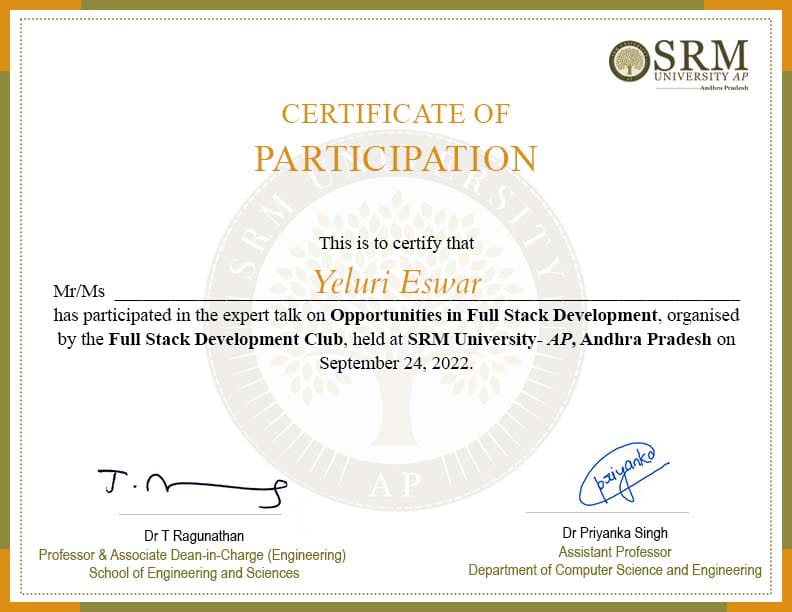 SRM
UNIVERSITY AP
Andhra Pradesh
CERTIFICATE OF
PARTICIPATION
SRM UNIVERSITY
AP
This is to certify that
Mr/Ms Yeluri Eswar
has participated in the expert talk on Opportunities in Full Stack Development, organised
by the Full Stack Development Club, held at SRM University- AP, Andhra Pradesh on
September 24, 2022.
priyanka
Dr T Ragunathan
Professor & Associate Dean-in-Charge (Engineering)
School of Engineering and Sciences
Dr Priyanka Singh
Assistant Professor
Department of Computer Science and Engineering